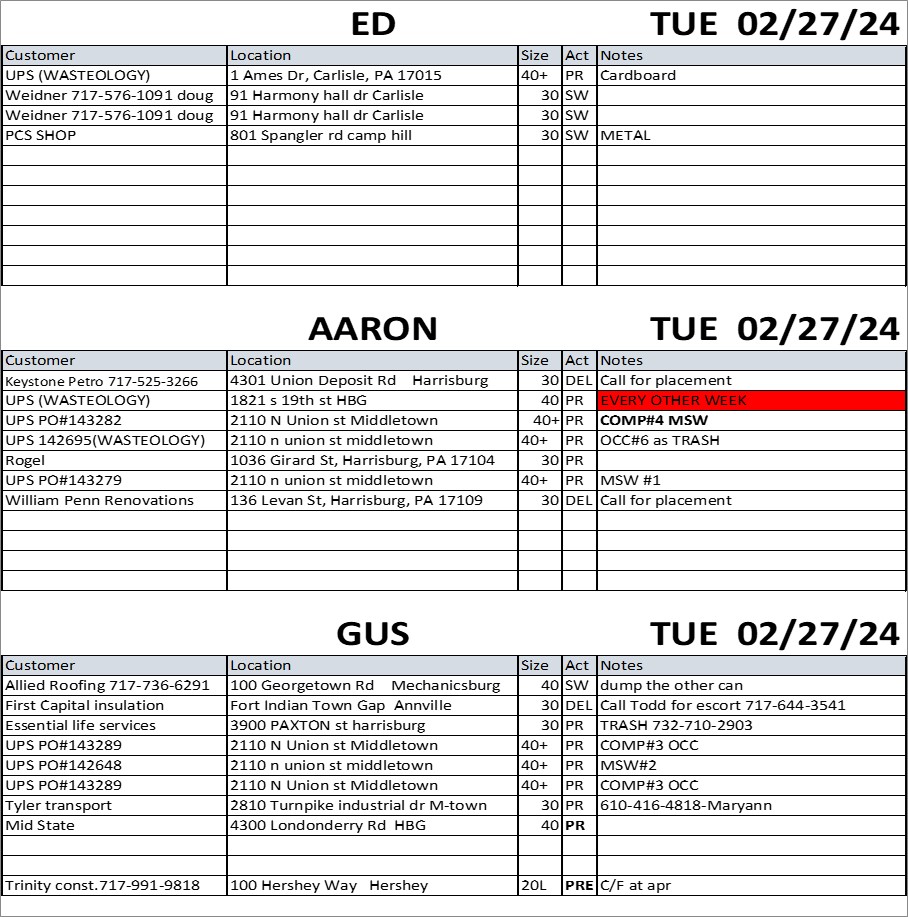 ED TUE 02/27/24
Customer Location Size Act Notes
UPS (WASTEOLOGY) 1 Ames Dr, Carlisle, PA 17015 40+ PR Cardboard
Weidner 717-576-1091 doug 91 Harmony hall dr Carlisle 30 SW
Weidner 717-576-1091 doug 91 Harmony hall dr Carlisle 30 SW
PCS SHOP 801 Spangler rd camp hill 30 SW METAL
AARON TUE 02/27/24
Customer Location Size Act Notes
Keystone Petro 717-525-3266 4301 Union Deposit Rd Harrisburg 30 DEL Call for placement
UPS (WASTEOLOGY) 1821 s 19th st HBG 40 PR EVERY OTHER WEEK
UPS PO#143282 2110 N Union st Middletown 40+ PR COMP#4 MSW
UPS 142695(WASTEOLOGY) 2110 n union st middletown 40+ PR OCC#6 as TRASH
Rogel 1036 Girard St, Harrisburg, PA 17104 30 PR
UPS PO#143279 2110 n union st middletown 40+ PR MSW #1
William Penn Renovations 136 Levan St, Harrisburg, PA 17109 30 DEL Call for placement
GUS TUE 02/27/24
Customer Location Size Act Notes
Allied Roofing 717-736-6291 100 Georgetown Rd Mechanicsburg 40 SW dump the other can
First Capital insulation Fort Indian Town Gap Annville 30 DEL Call Todd for escort 717-644-3541
Essential life services 3900 PAXTON st harrisburg 30 PR TRASH 732-710-2903
UPS PO#143289 2110 N Union st Middletown 40+ PR COMP#3 OCC
UPS PO#142648 2110 n Union st middletown 40+ PR MSW#2
UPS PO#143289 2110 N Union st Middletown 40+ PR COMP#3 OCC
Tyler transport 2810 Turnpike industrial dr M-town 30 PR 610-416-4818-Maryann
Mid State 4300 Londonderry Rd HBG 40 PR
Trinity const.717-991-9818 100 Hershey Way Hershey 20L PRE C/F at apr